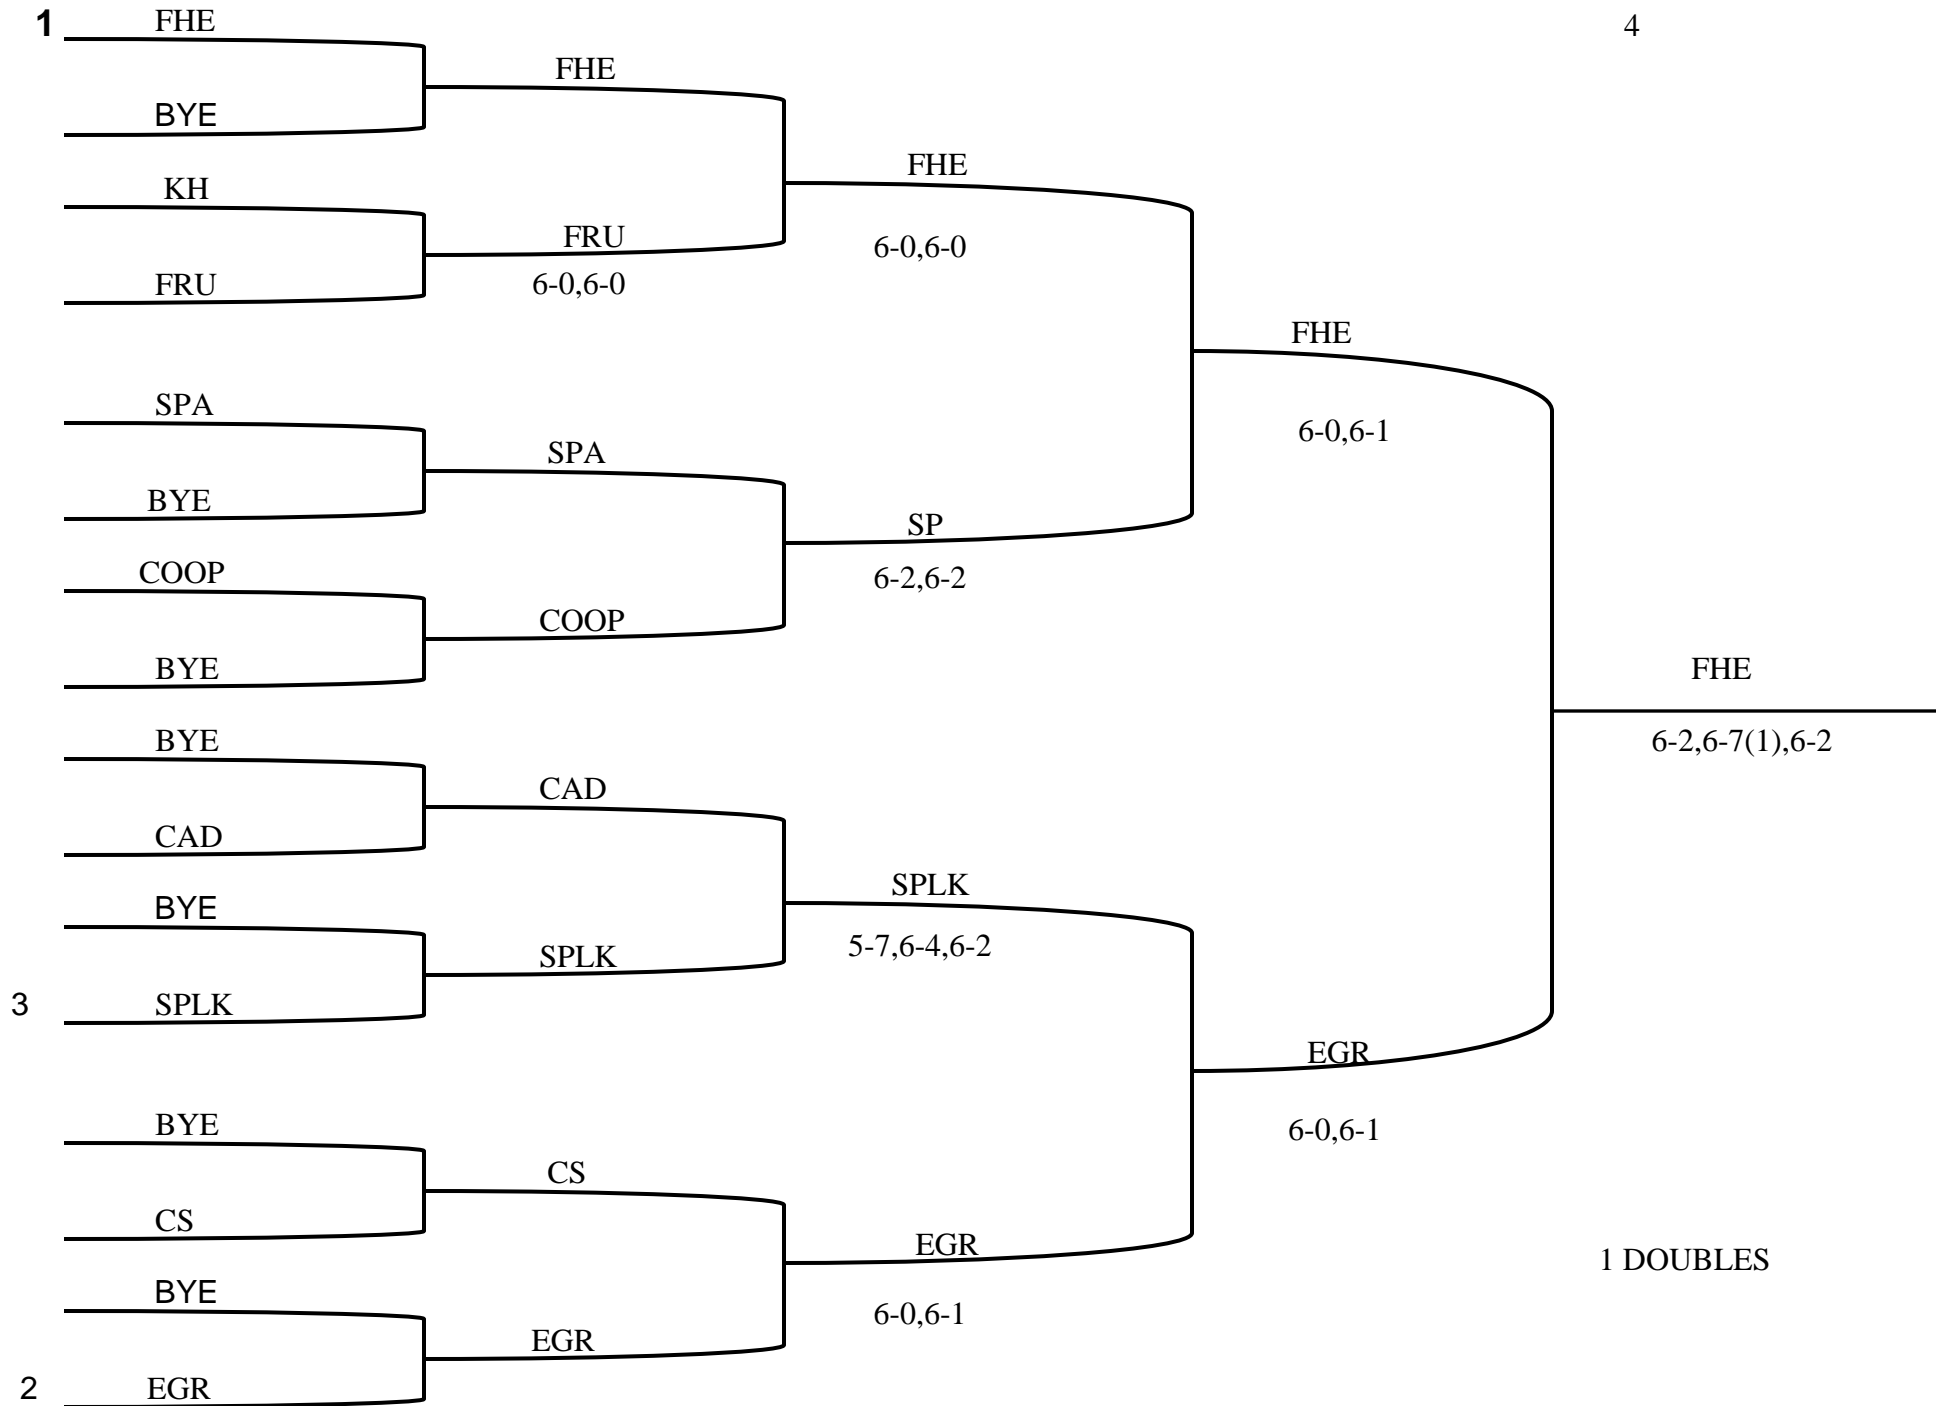 1
FHE
4
FHE
BYE
FHE
KH
FRU
6-0,6-0
FRU
6-0,6-0
FHE
6-0,6-1
SPA
SPA
BYE
SP
6-2,6-2
COOP
COOP
BYE
FHE
6-2,6-7(1),6-2
BYE
CAD
CAD
SPLK
5-7,6-4,6-2
BYE
SPLK
3
SPLK
EGR
6-0,6-1
BYE
CS
CS
EGR
6-0,6-1
1 DOUBLES
BYE
EGR
2
EGR